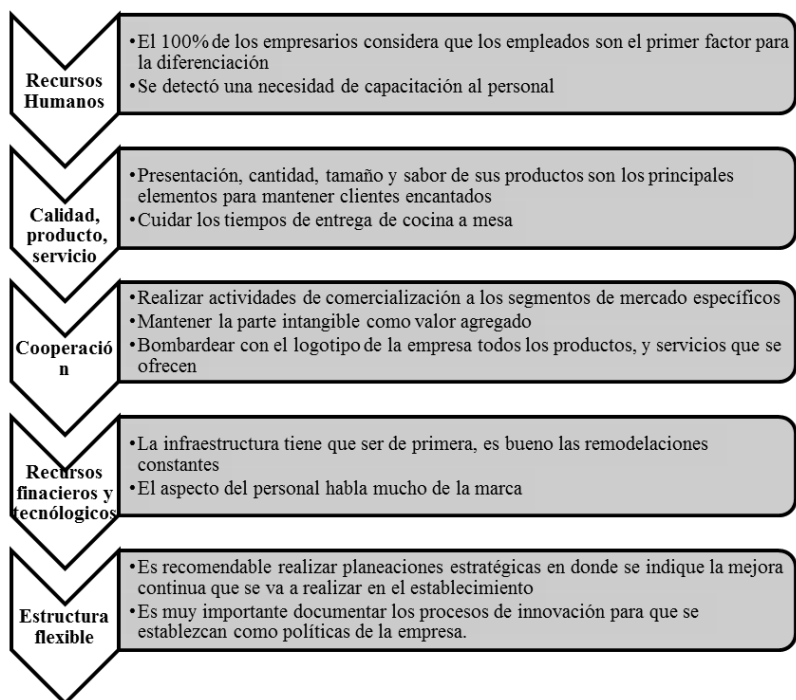 Recursos
Humanos
•El 100% de los empresarios considera que los empleados son el primer factor para
la diferenciación
•Se detectó una necesidad de capacitación al personal
Calidad,
producto,
servicio
•Presentación, cantidad, tamaño y sabor de sus productos son los principales
elementos para mantener clientes encantados
•Cuidar los tiempos de entrega de cocina a mesa
Cooperació
n
•Realizar actividades de comercialización a los segmentos de mercado específicos
•Mantener la parte intangible como valor agregado
•Bombardear con el logotipo de la empresa todos los productos, y servicios que se
ofrecen
Recursos
finacieros y
tecnólogicos
•La infraestructura tiene que ser de primera, es bueno las remodelaciones
constantes
•El aspecto del personal habla mucho de la marca
Estructura
flexible
•Es recomendable realizar planeaciones estratégicas en donde se indique la mejora
continua que se va a realizar en el establecimiento
•Es muy importante documentar los procesos de innovación para que se
establezcan como políticas de la empresa.